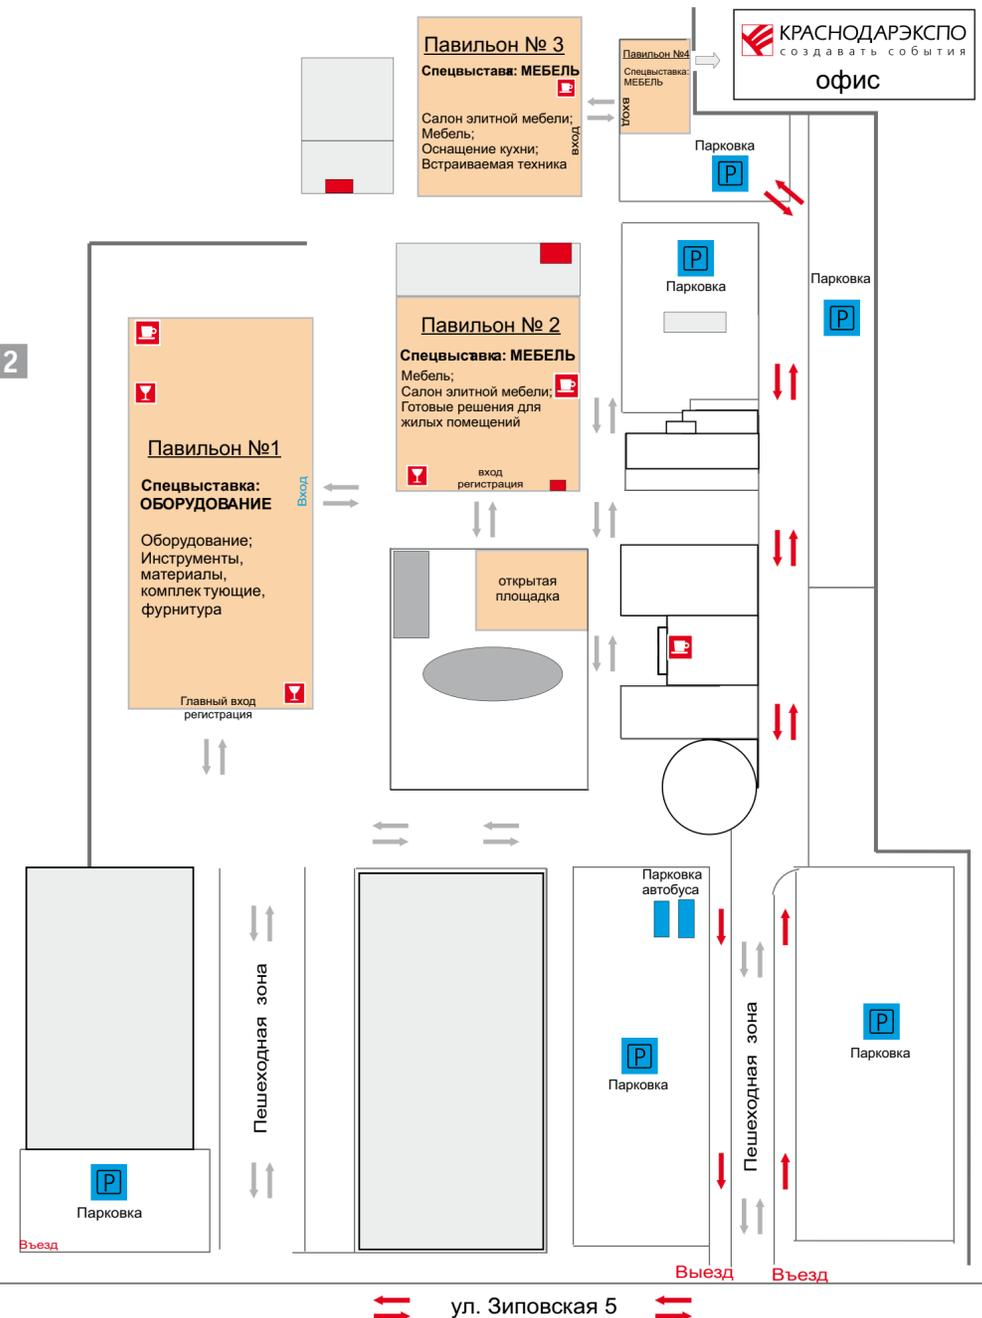 КРАСНОДАРЭКСПО
создавать события
офис
Павильон № 3
Спецвыставка: МЕБЕЛЬ
Салон элитной мебели;
Мебель;
Оснащение кухни;
Встраиваемая техника
вход
Павильон №4
Спецвыставка:
МЕБЕЛЬ
вход
Парковка
P
P
Парковка
Парковка
P
2
Павильон № 2
Спецвыставка: МЕБЕЛЬ
Мебель;
Салон элитной мебели;
Готовые решения для
жилых помещений
вход
регистрация
Павильон №1
Спецвыставка:
ОБОРУДОВАНИЕ
Вход
Оборудование;
Инструменты,
материалы,
комплектующие,
фурнитура
Главный вход
регистрация
открытая
площадка
Парковка
автобуса
Пешеходная зона
Пешеходная зона
P
Парковка
P
Парковка
P
Парковка
Въезд
Выезд
Въезд
ул. Зиповская 5